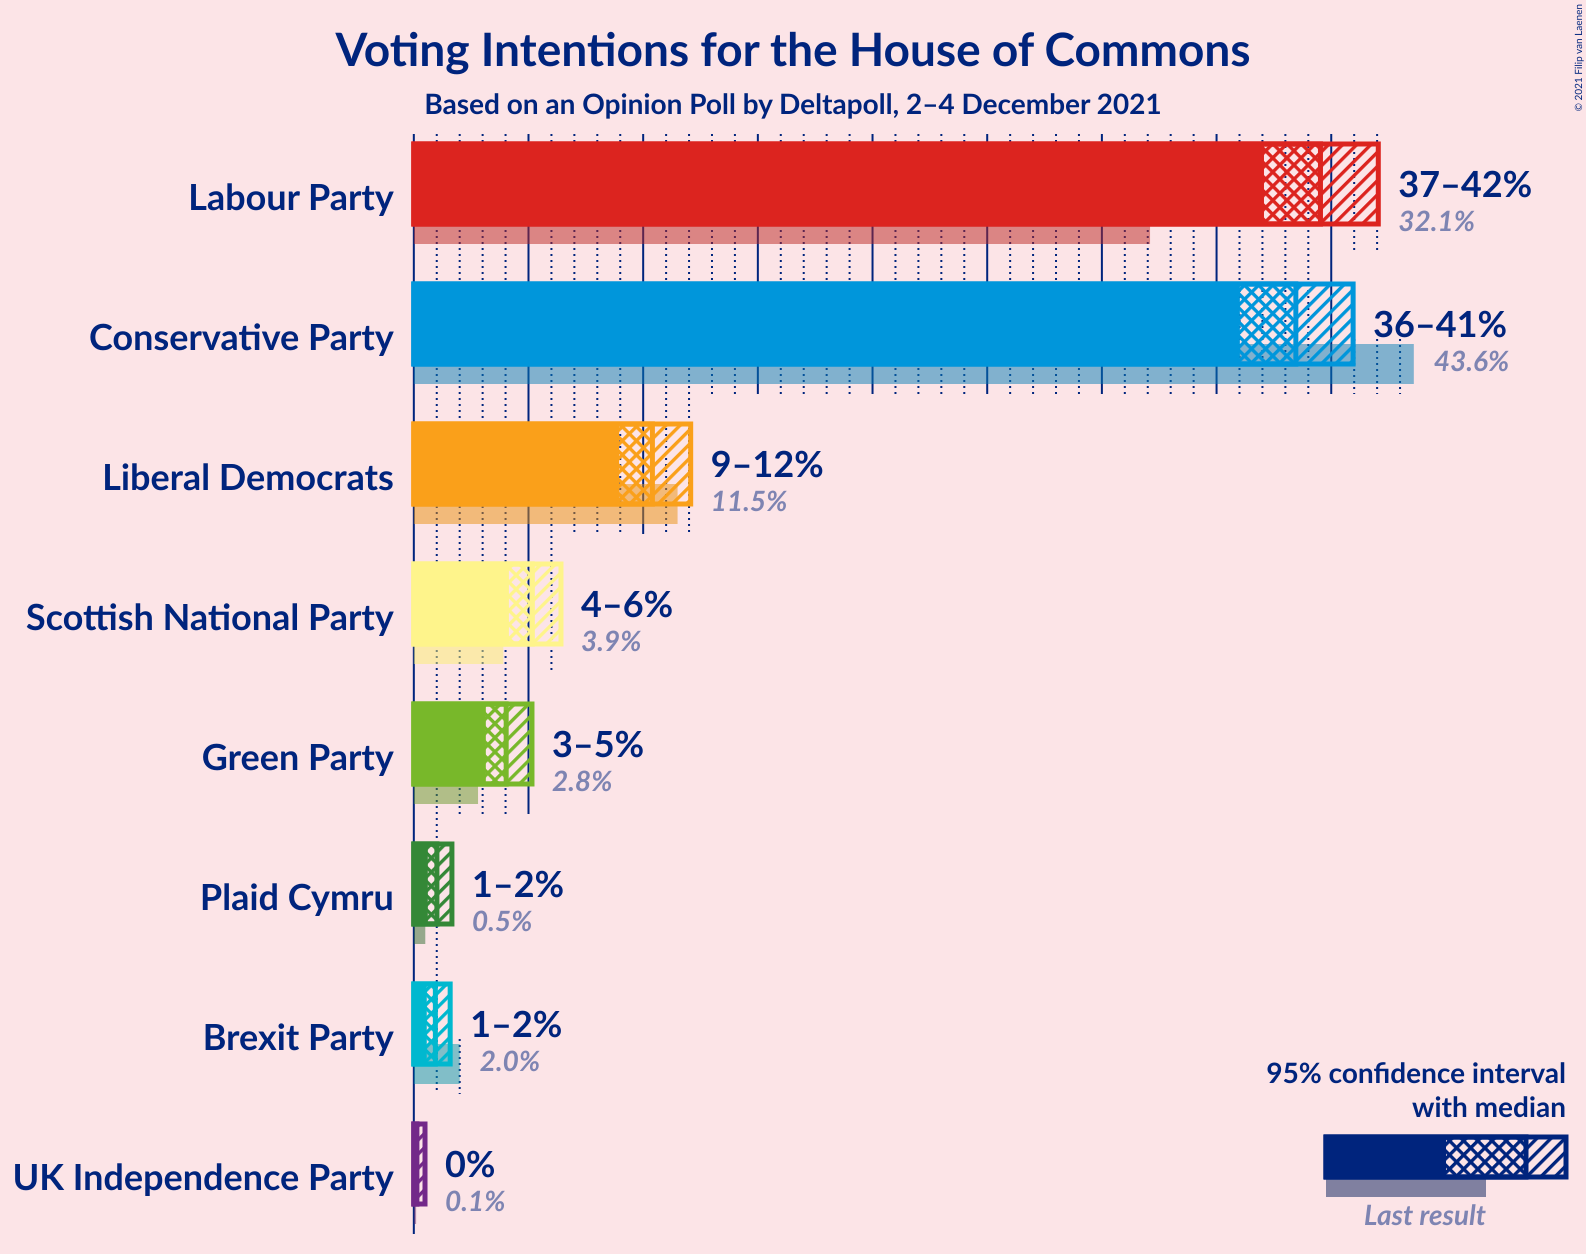 Voting Intentions for the House of Commons
Based on an Opinion Poll by Deltapoll, 2–4 December 2021
© 2021 Filip van Laenen
Labour Party
37–42%
32.1%
Conservative Party
36–41%
43.6%
Liberal Democrats
9–12%
11.5%
Scottish National Party
4–6%
3.9%
Green Party
3–5%
2.8%
Plaid Cymru
1–2%
0.5%
Brexit Party
1–2%
2.0%
UK Independence Party
0%
0.1%
95% confidence interval
with median
Last result